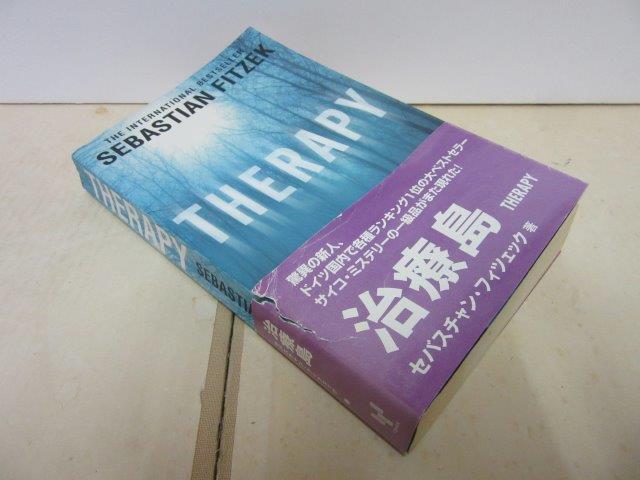 THE INTERNATIONAL BESTSELLER
SEBASTIAN FITZEK
THERAPY
驚異の新人、
ドイツ国内で各種ランキング1位の大ベストセラー
サイコ・ミステリーの一級品がまた現れた!
治療島
THERAPY
セバスチャン・フィツェック 著
THERAPY
SEBASTIA
治療島